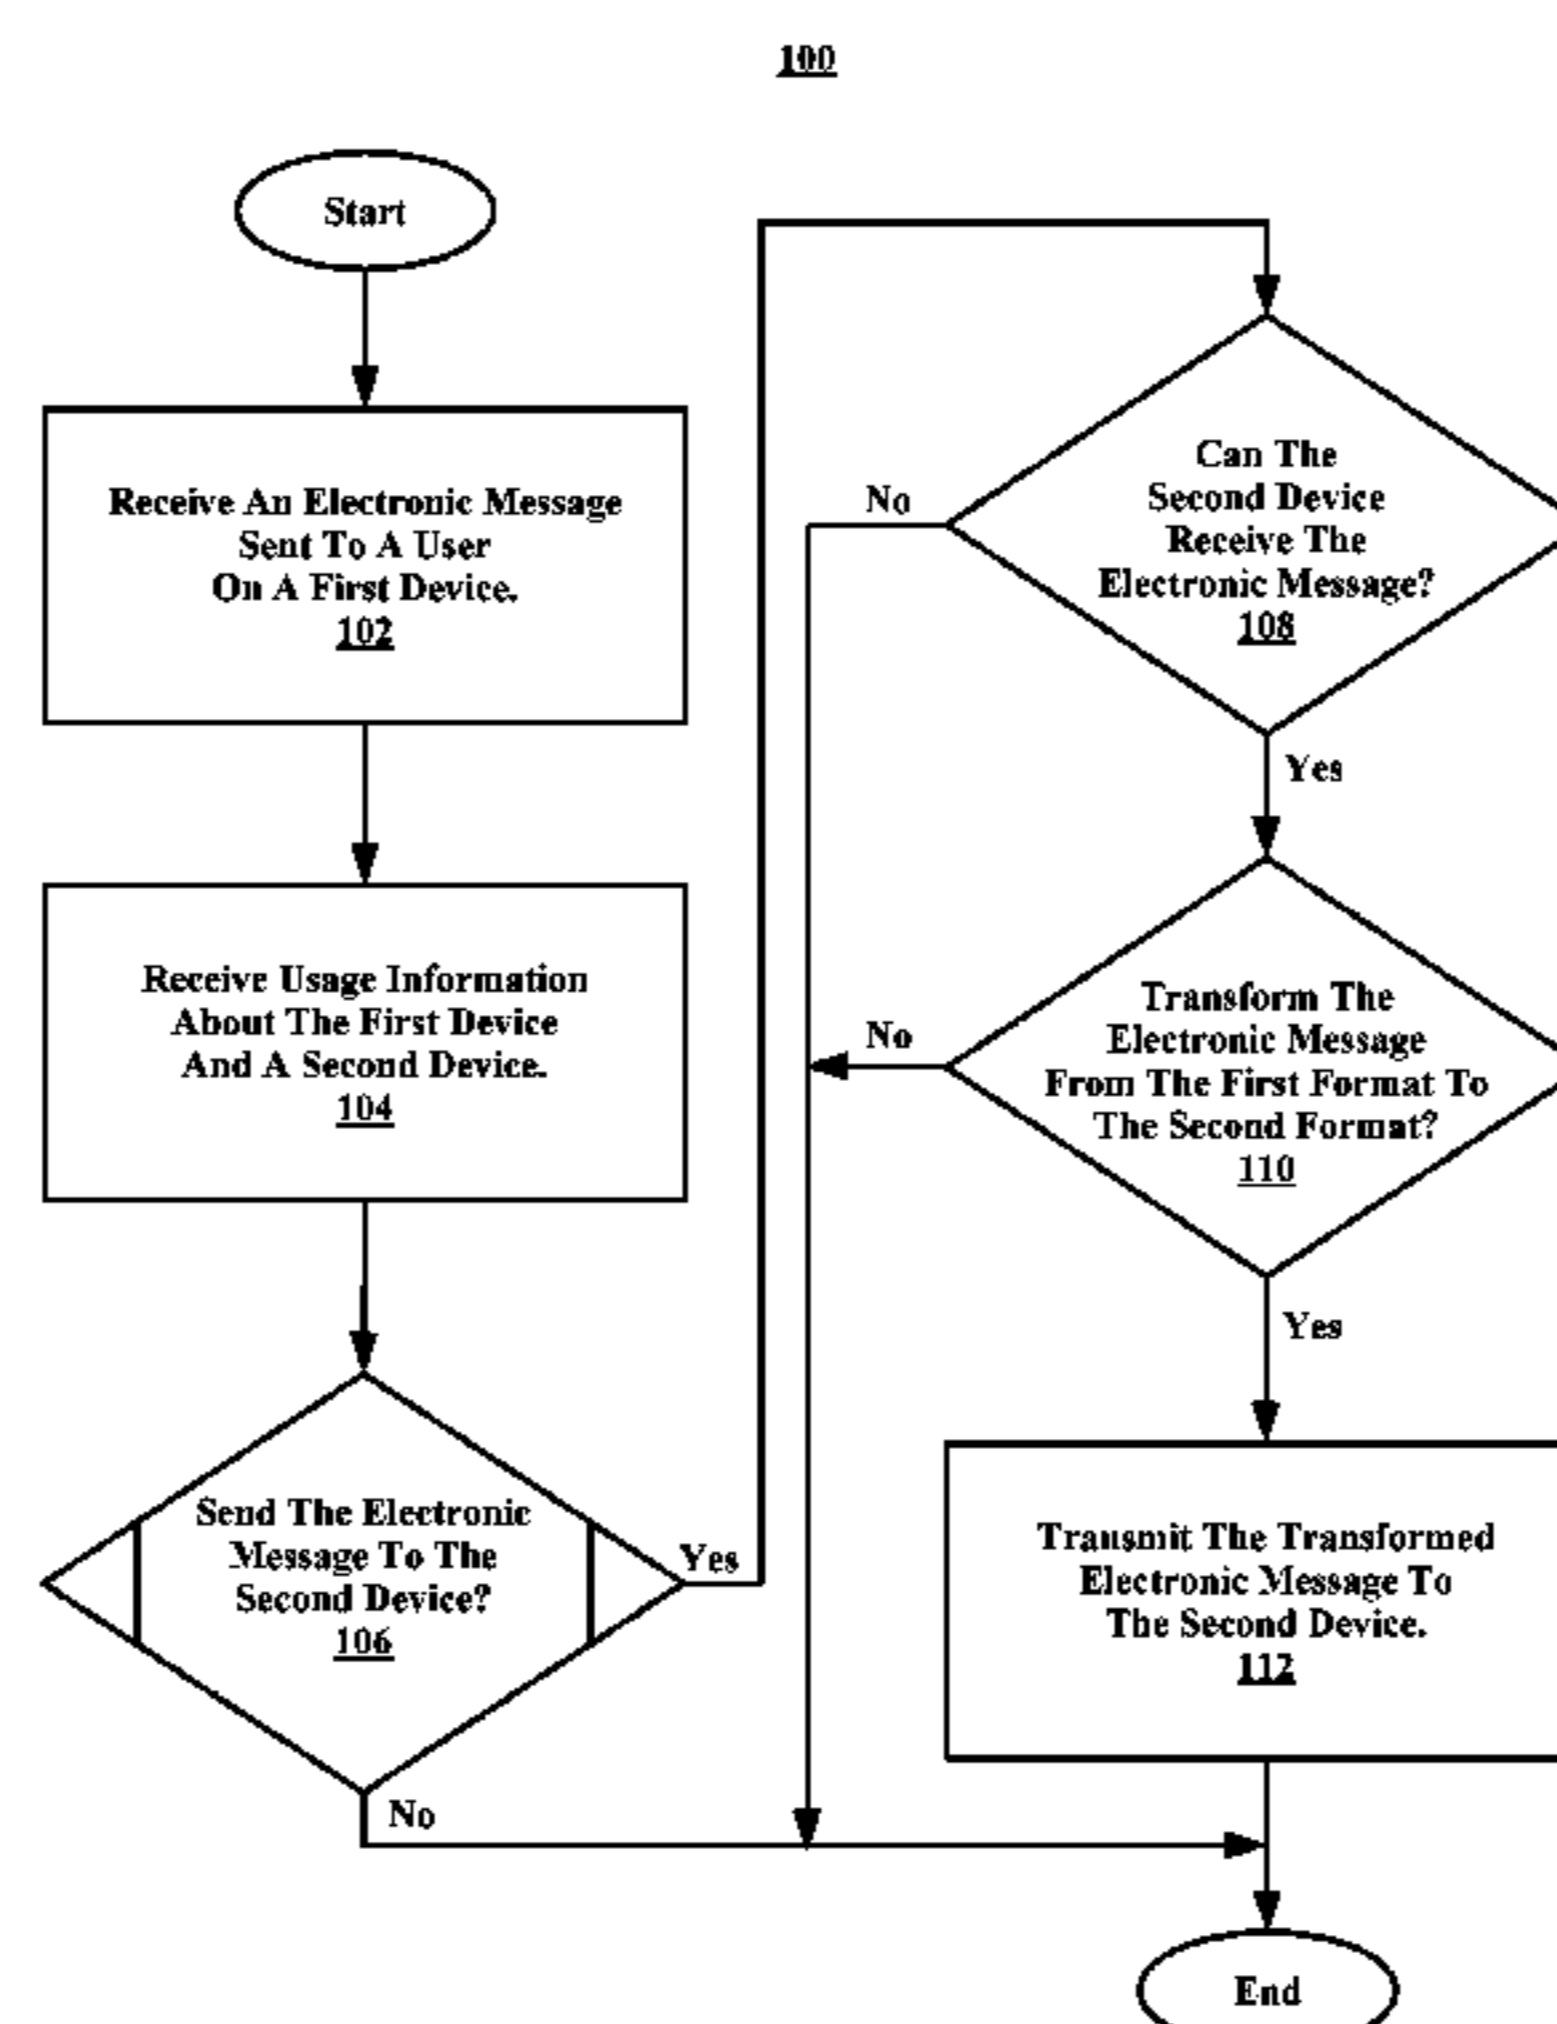 100
Start
Receive An Electronic Message
Sent To A User
On A First Device.
102
Receive Usage Information
About The First Device
And A Second Device.
104
Send The Electronic
Message To The
Second Device?
106
Yes
No
Can The
Second Device
Receive The
Electronic Message?
108
No
Yes
Transform The
Electronic Message
From The First Format To
The Second Format?
110
No
Yes
Transmit The Transformed
Electronic Message To
The Second Device.
112
End